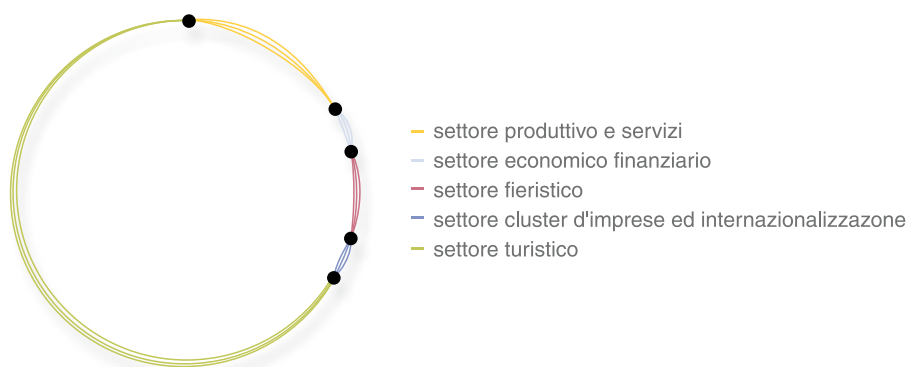 settore produttivo e servizi
settore economico finanziario
settore fieristico
settore cluster d'imprese ed internazionalizzazone
settore turistico